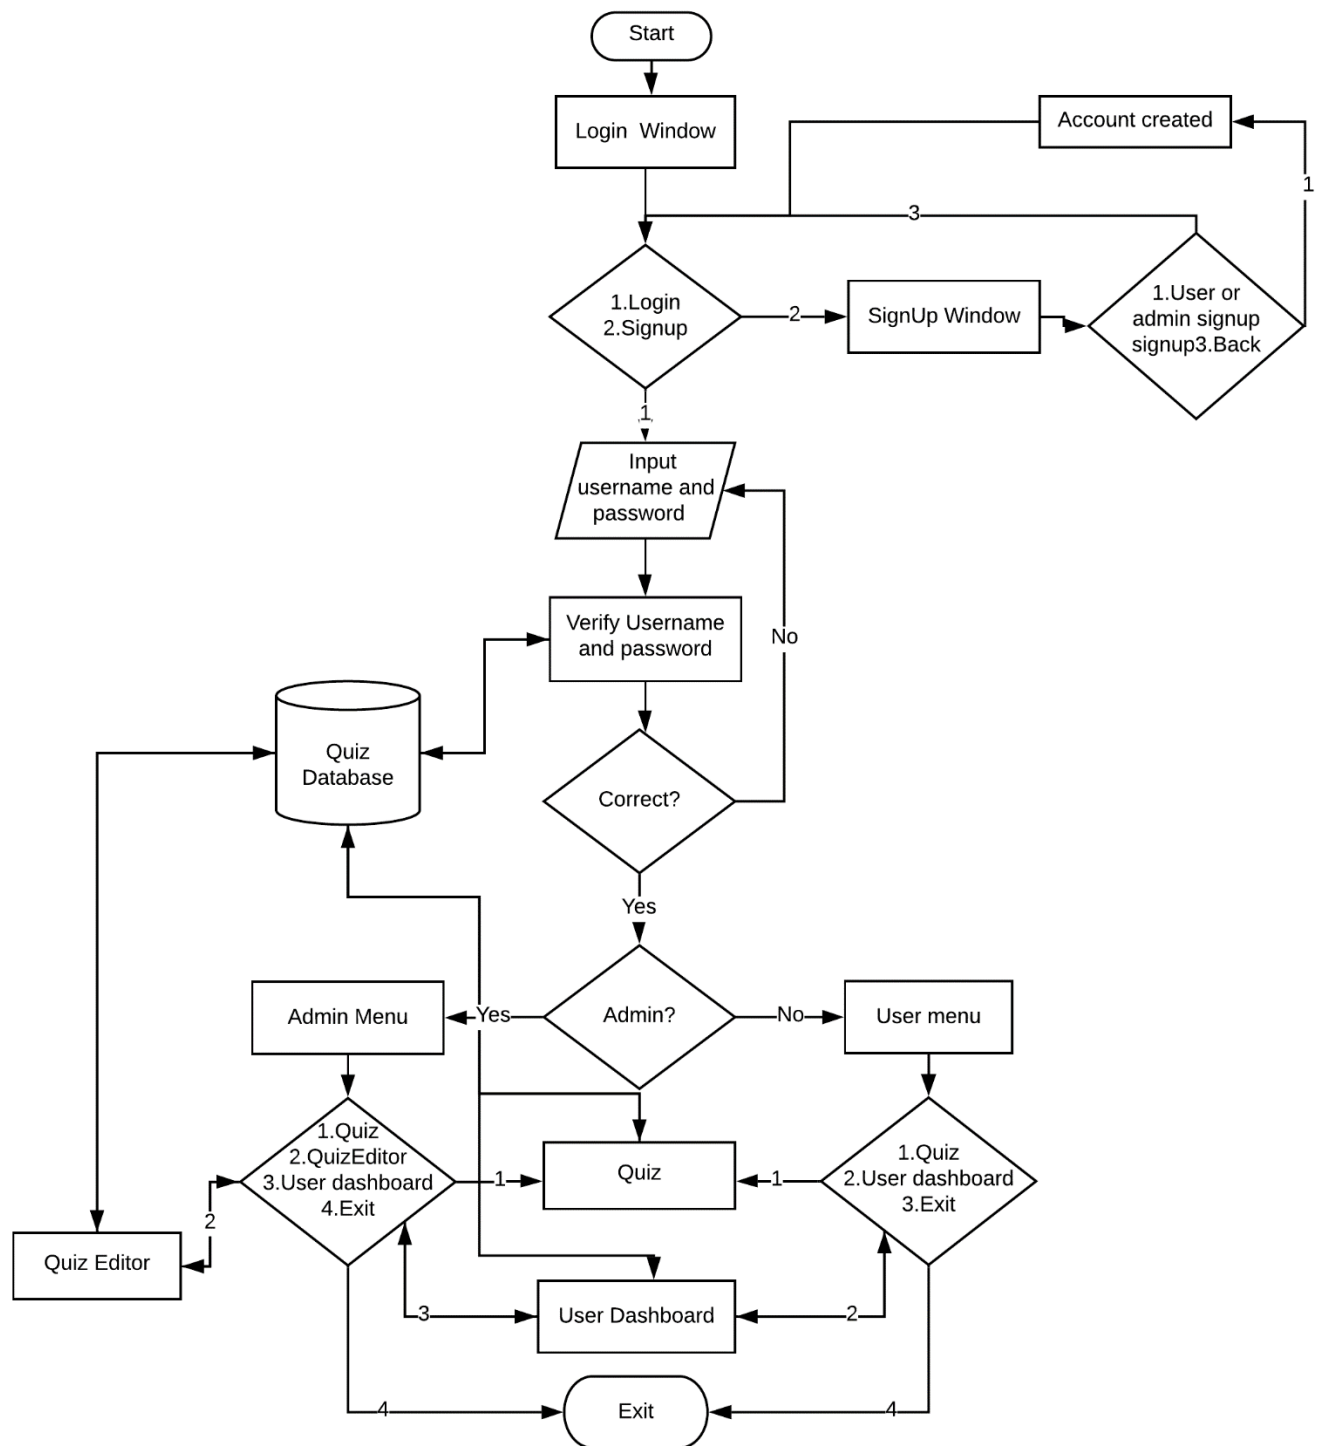 Start
Login  Window
Account created
1
3
1.Login
2.Signup
2
SignUp Window
1.User or
admin signup
signup3.Back
1
Input
username and
password
Verify Username
and password
No
Quiz
Database
Correct?
Yes
Admin Menu
Yes
Admin?
No
User menu
1.Quiz
2.QuizEditor
3.User dashboard
4.Exit
1
Quiz
1
1.Quiz
2.User dashboard
3.Exit
2
Quiz Editor
3
User Dashboard
2
4
Exit
4